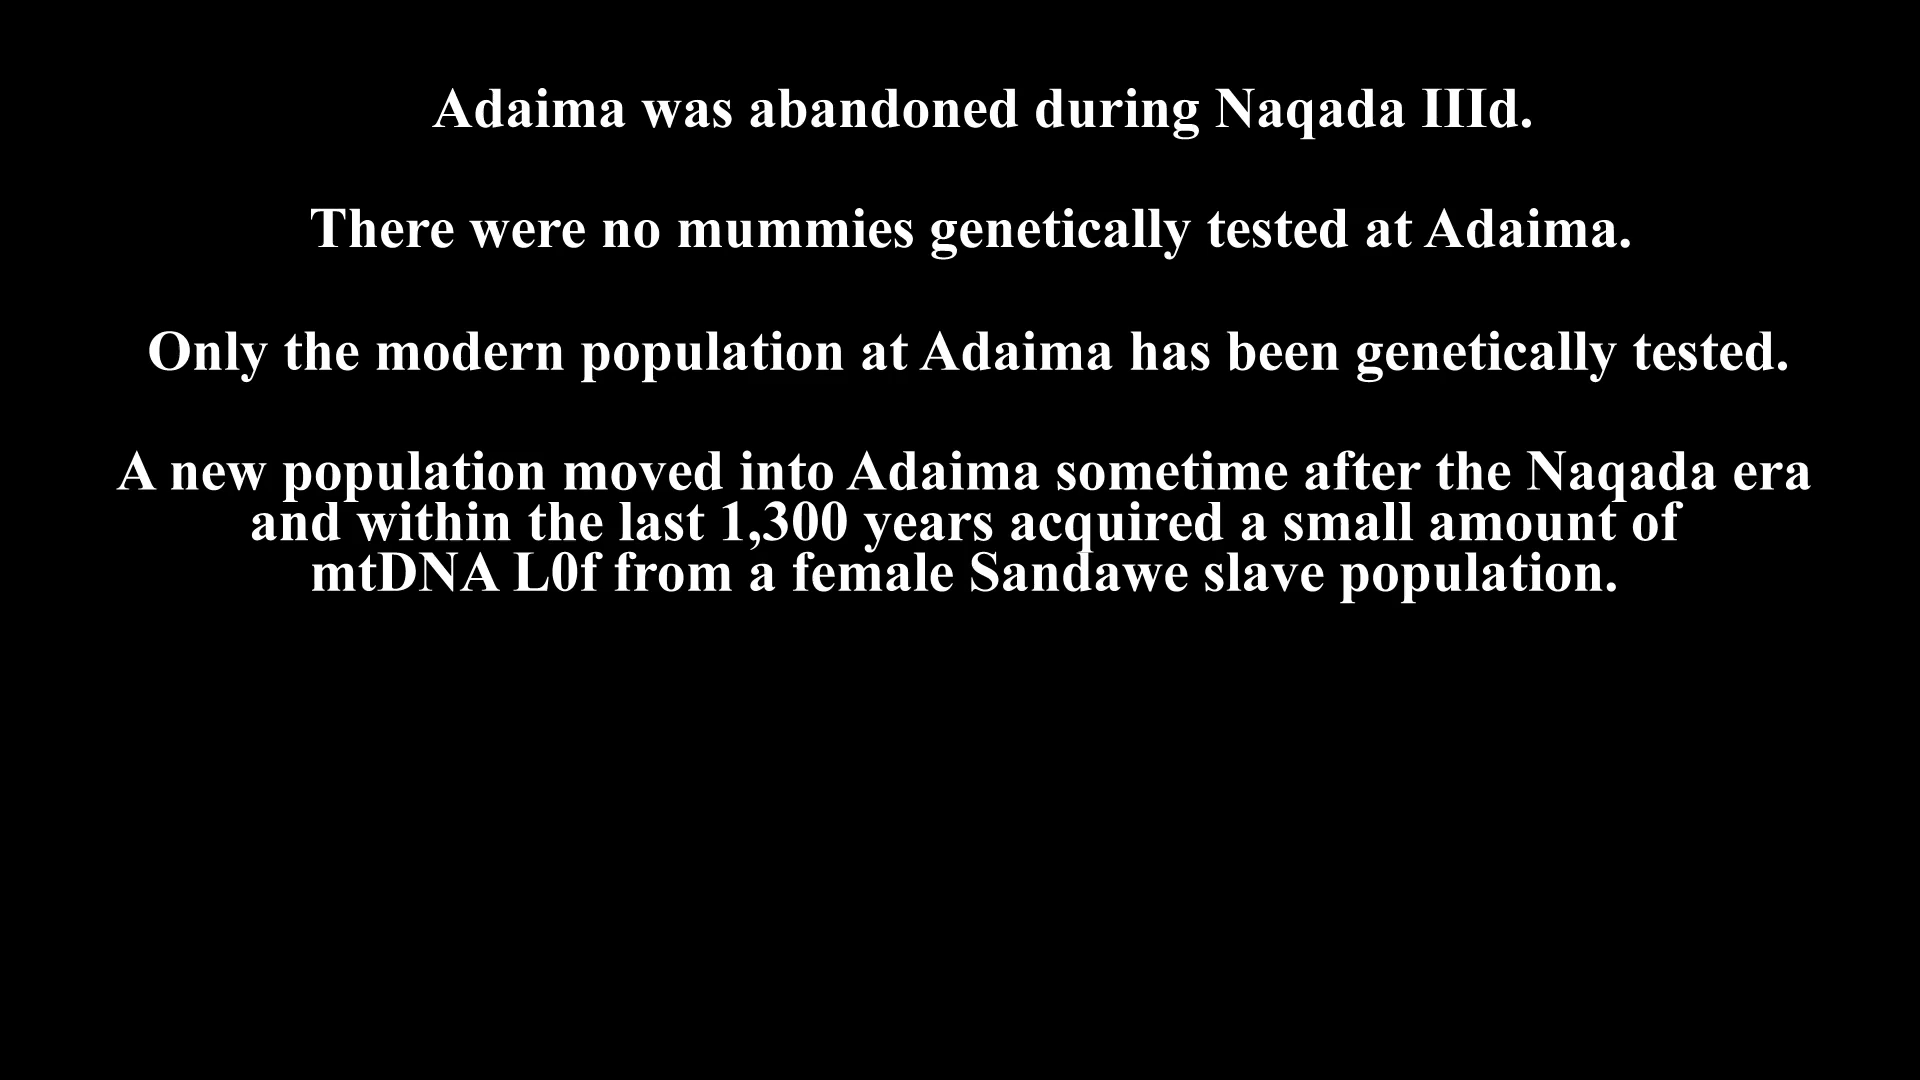 Adaima was abandoned during Naqada IIId.
There were no mummies genetically tested at Adaima.
Only the modern population at Adaima has been genetically tested.
A new population moved into Adaima sometime after the Naqada era
and within the last 1,300 years acquired a small amount of
mtDNA L0f from a female Sandawe slave population.